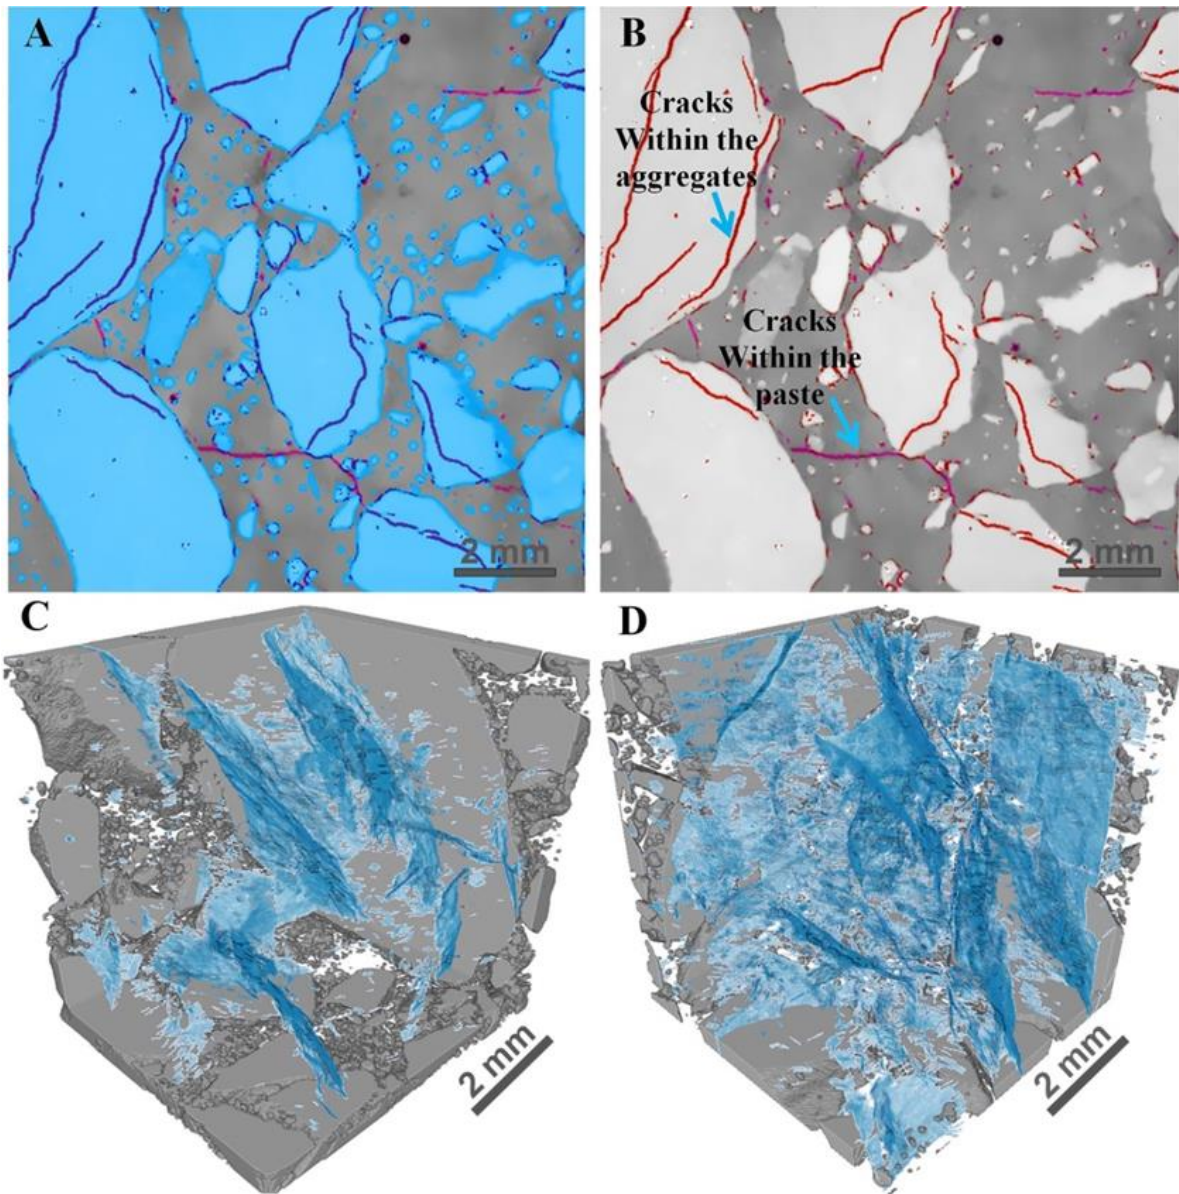 A
B
Cracks
Within the
aggregates
Cracks
Within the
paste
2 mm
2 mm
C
D
2 mm
2 mm